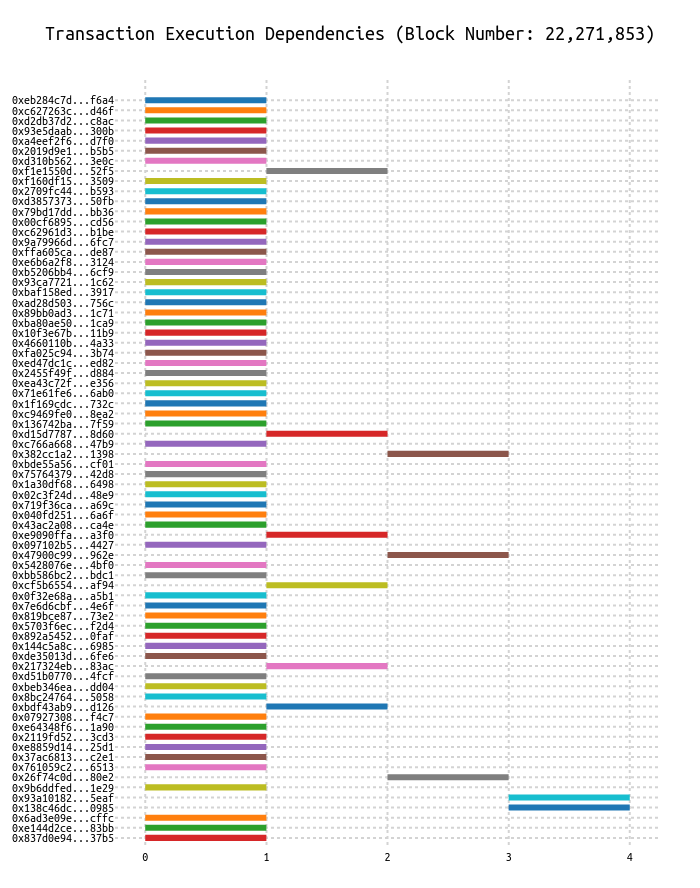 Transaction Execution Dependencies (Block Number: 22,271,853)
0xeb284c7d...f6a4
0xc627263c...d46f
0xd2db37d2...c8ac
0x93e5daab...300b
0xa4eef2f6...d7f0
0x2019d9e1...b5b5
0xd310b562...3e0c
0xf1e1550d...52f5
0xf160df15...3509
0x2709fc44...b593
0xd3857373...50fb
0x79bd17dd...bb36
0x00cf6895...cd56
0xc62961d3...b1be
0x9a79966d...6fc7
0xffa605ca...de87
0xe6b6a2f8...3124
0xb5206bb4...6cf9
0x93ca7721...1c62
0xbaf158ed...3917
0xad28d503...756c
0x89bb0ad3...1c71
0xba80ae50...1ca9
0x10f3e67b...11b9
0x4660110b...4a33
0xfa025c94...3b74
0xed47dc1c...ed82
0x2455f49f...d884
0xea43c72f...e356
0x71e61fe6...6ab0
0x1f169cdc...732c
0xc9469fe0...8ea2
0x136742ba...7f59
0xd15d7787...8d60
0xc766a668...47b9
0x382cc1a2...1398
0xbde55a56...cf01
0x75764379...42d8
0x1a30df68...6498
0x02c3f24d...48e9
0x719f36ca...a69c
0x040fd251...6a6f
0x43ac2a08...ca4e
0xe9090ffa...a3f0
0x097102b5...4427
0x47900c99...962e
0x5428076e...4bf0
0xbb586bc2...bdc1
0xcf5b6554...af94
0x0f32e68a...a5b1
0x7e6d6cbf...4e6f
0x819bce87...73e2
0x5703f6ec...f2d4
0x892a5452...0faf
0x144c5a8c...6985
0xde35013d...6fe6
0x217324eb...83ac
0xd51b0770...4fcf
0xbeb346ea...dd04
0x8bc24764...5058
0xbdf43ab9...d126
0x07927308...f4c7
0xe64348f6...1a90
0x2119fd52...3cd3
0xe8859d14...25d1
0x37ac6813...c2e1
0x761059c2...6513
0x26f74c0d...80e2
0x9b6ddfed...1e29
0x93a10182...5eaf
0x138c46dc...0985
0x6ad3e09e...cffc
0xe144d2ce...83bb
0x837d0e94...37b5
0 1 2 3 4